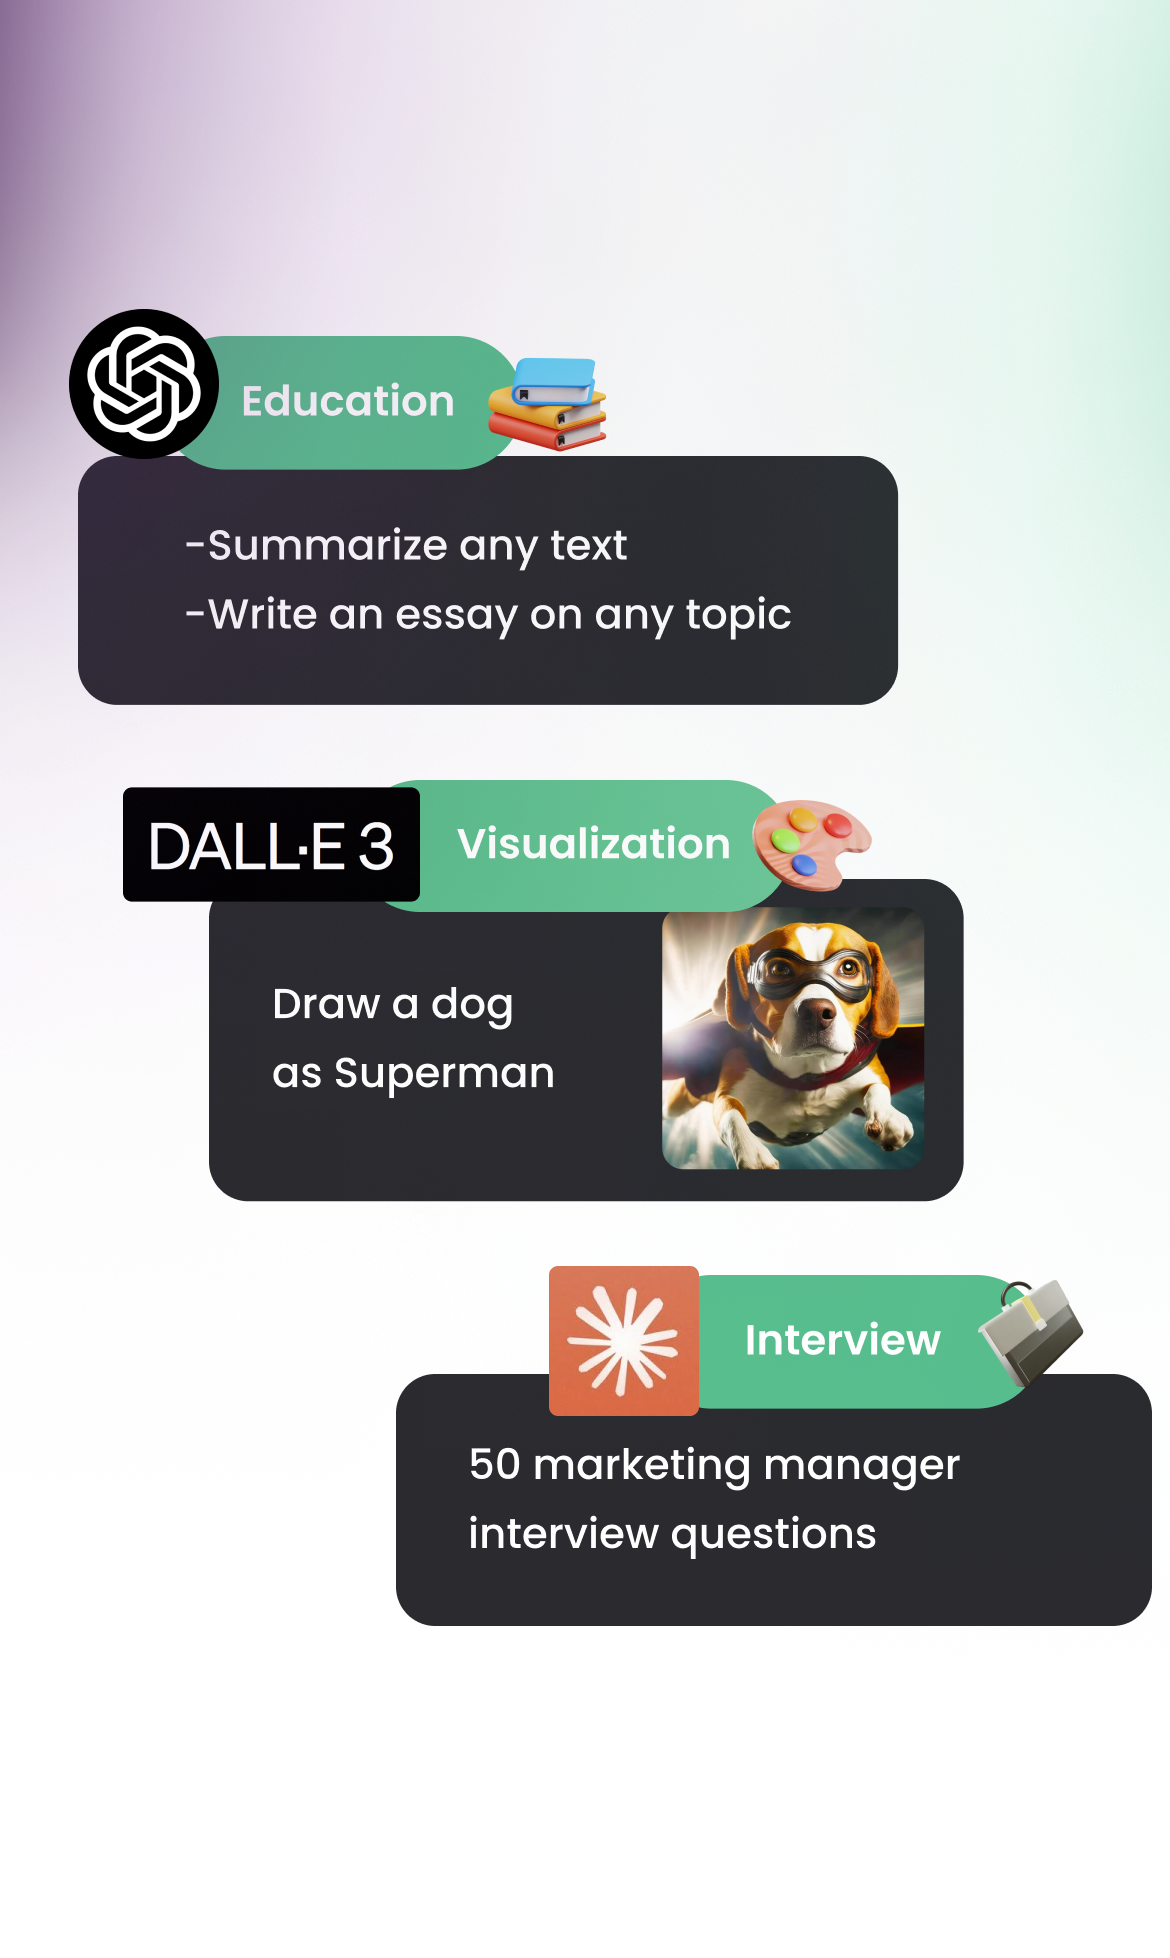 Education
-Summarize any text
-Write an essay on any topic
DALL·E 3
Visualization
Draw a dog
as Superman
Interview
50 marketing manager
interview questions